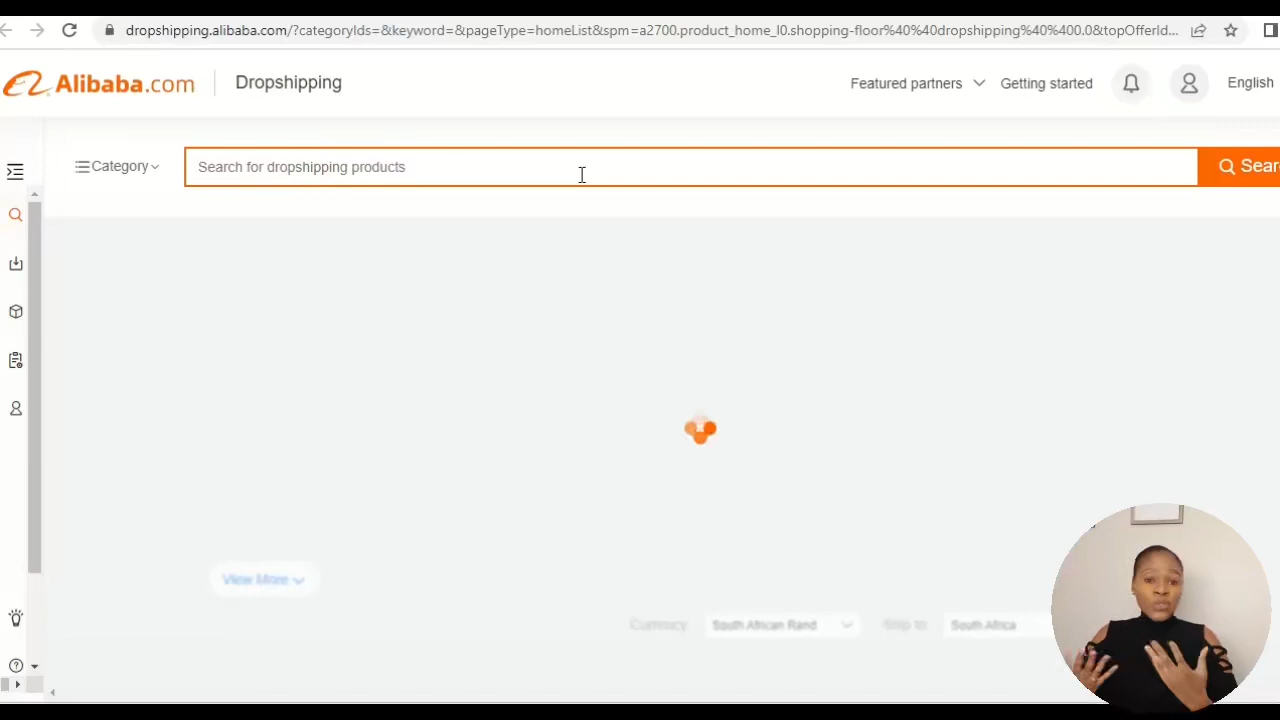 dropshipping.alibaba.com/?categoryIds=&keyword=&pageType=homeList&spm=a2700.product_home_l0.shopping-floor%40%40dropshipping%40%400.0&topOfferId...
Alibaba.com Dropshipping Featured partners Getting started English
Category Search for dropshipping products Sear
View More
Currency: South African Rand Ship to: South Africa